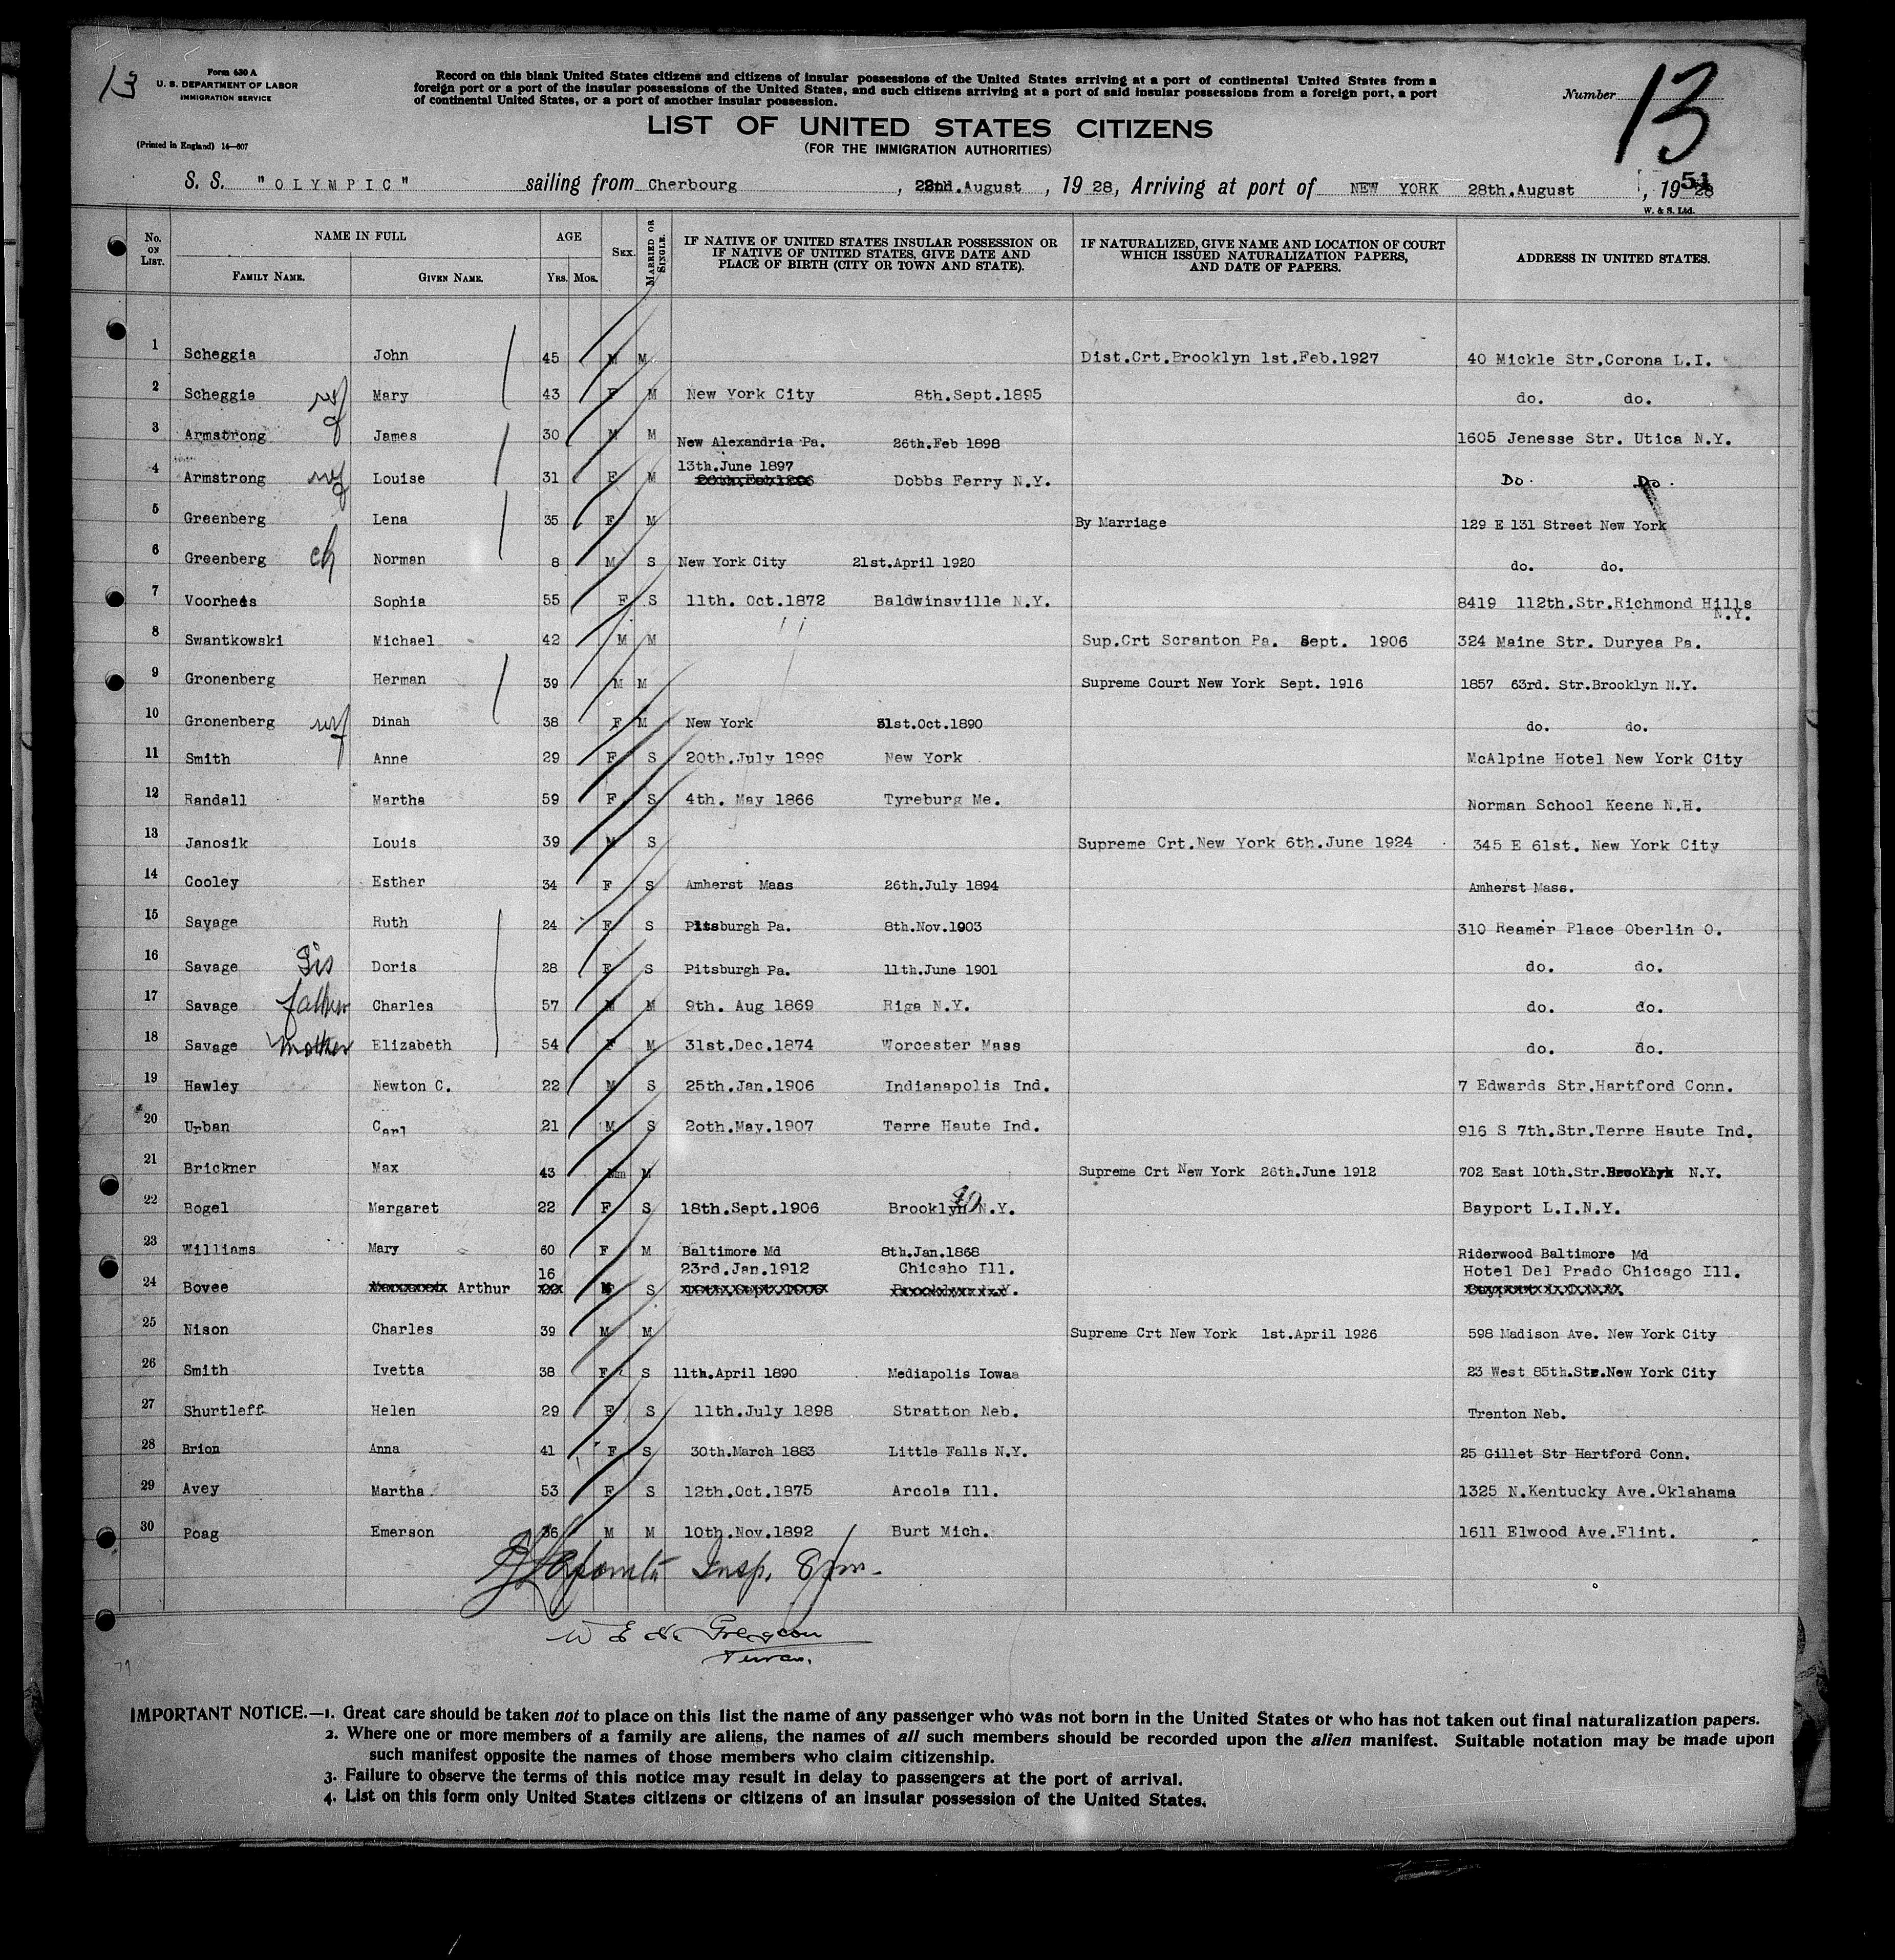 13
Form 630 A
U. S. DEPARTMENT OF LABOR
IMMIGRATION SERVICE
(Printed in England) 14—607
Record on this blank United States citizens and citizens of insular possessions of the United States arriving at a port of continental United States from a
foreign port or a port of the insular possessions of the United States, and such citizens arriving at a port of said insular possessions from a foreign port, a port
of continental United States, or a port of another insular possession.
Number 13
LIST OF UNITED STATES CITIZENS
(FOR THE IMMIGRATION AUTHORITIES)
S. S. "OLYMPIC" sailing from Cherbourg, 22nd.August, 19 28, Arriving at port of NEW YORK 28th.August, 19 28
51
W. & S. Ltd.
No. ON LIST. NAME IN FULL AGE SEX. MARRIED OR SINGLE. IF NATIVE OF UNITED STATES INSULAR POSSESSION OR IF NATIVE OF UNITED STATES, GIVE DATE AND PLACE OF BIRTH (CITY OR TOWN AND STATE). IF NATURALIZED, GIVE NAME AND LOCATION OF COURT WHICH ISSUED NATURALIZATION PAPERS, AND DATE OF PAPERS. ADDRESS IN UNITED STATES.
FAMILY NAME. GIVEN NAME. YRS. MOS.
1 Scheggia John 45 M M Dist.Crt.Brooklyn 1st.Feb.1927 40 Mickle Str.Corona L.I.
2 Scheggia wf Mary 43 F M New York City 8th.Sept.1895 do. do.
3 Armstrong James 30 M M New Alexandria Pa. 26th.Feb 1898 1605 Jenesse Str. Utica N.Y.
4 Armstrong wf Louise 31 F M 13th.June 1897 Dobbs Ferry N.Y. Do. Do.
5 Greenberg Lena 35 F M By Marriage 129 E 131 Street New York
6 Greenberg ch Norman 8 M S New York City 21st.April 1920 do. do.
7 Voorhees Sophia 55 F S 11th. Oct.1872 Baldwinsville N.Y. 8419 112th.Str.Richmond Hills N.Y.
8 Swantkowski Michael 42 M M Sup.Crt Scranton Pa. Sept. 1906 324 Maine Str. Duryea Pa.
9 Gronenberg Herman 39 M M Supreme Court New York Sept. 1916 1857 63rd. Str.Brooklyn N.Y.
10 Gronenberg wf Dinah 38 F M New York 31st.Oct.1890 do. do.
11 Smith Anne 29 F S 20th.July 1899 New York McAlpine Hotel New York City
12 Randall Martha 59 F S 4th. May 1866 Tyreburg Me. Norman School Keene N.H.
13 Janosik Louis 39 M S Supreme Crt.New York 6th.June 1924 345 E 61st. New York City
14 Cooley Esther 34 F S Amherst Mass 26th.July 1894 Amherst Mass.
15 Savage Ruth 24 F S Pitsburgh Pa. 8th.Nov.1903 310 Reamer Place Oberlin O.
16 Savage Sis Doris 28 F S Pitsburgh Pa. 11th.June 1901 do. do.
17 Savage father Charles 57 M M 9th. Aug 1869 Riga N.Y. do. do.
18 Savage mother Elizabeth 54 F M 31st.Dec.1874 Worcester Mass do. do.
19 Hawley Newton C. 22 M S 25th.Jan.1906 Indianapolis Ind. 7 Edwards Str.Hartford Conn.
20 Urban Carl 21 M S 2oth.May.1907 Terre Haute Ind. 916 S 7th.Str.Terre Haute Ind.
21 Brickner Max 43 M M Supreme Crt New York 26th.June 1912 702 East 10th.Str.Brooklyn N.Y.
22 Bogel Margaret 22 F S 18th.Sept.1906 Brooklyn N.Y. Bayport L.I.N.Y.
23 Williams Mary 60 F M Baltimore Md 8th.Jan.1868 Riderwood Baltimore Md
24 Bovee Arthur 16 M S 23rd.Jan.1912 Chicaho Ill. Hotel Del Prado Chicago Ill.
25 Nison Charles 39 M M Supreme Crt New York 1st.April 1926 598 Madison Ave. New York City
26 Smith Ivetta 38 F S 11th.April 1890 Mediapolis Iowaa 23 West 85th.Str.New York City
27 Shurtleff Helen 29 F S 11th.July 1898 Stratton Neb. Trenton Neb.
28 Brion Anna 41 F S 30th.March 1883 Little Falls N.Y. 25 Gillet Str Hartford Conn.
29 Avey Martha 53 F S 12th.Oct.1875 Arcola Ill. 1325 N.Kentucky Ave.Oklahama
30 Poag Emerson 36 M M 10th.Nov.1892 Burt Mich. 1611 Elwood Ave.Flint.
Insp.
IMPORTANT NOTICE.—1. Great care should be taken not to place on this list the name of any passenger who was not born in the United States or who has not taken out final naturalization papers.
2. Where one or more members of a family are aliens, the names of all such members should be recorded upon the alien manifest. Suitable notation may be made upon
such manifest opposite the names of those members who claim citizenship.
3. Failure to observe the terms of this notice may result in delay to passengers at the port of arrival.
4. List on this form only United States citizens or citizens of an insular possession of the United States.